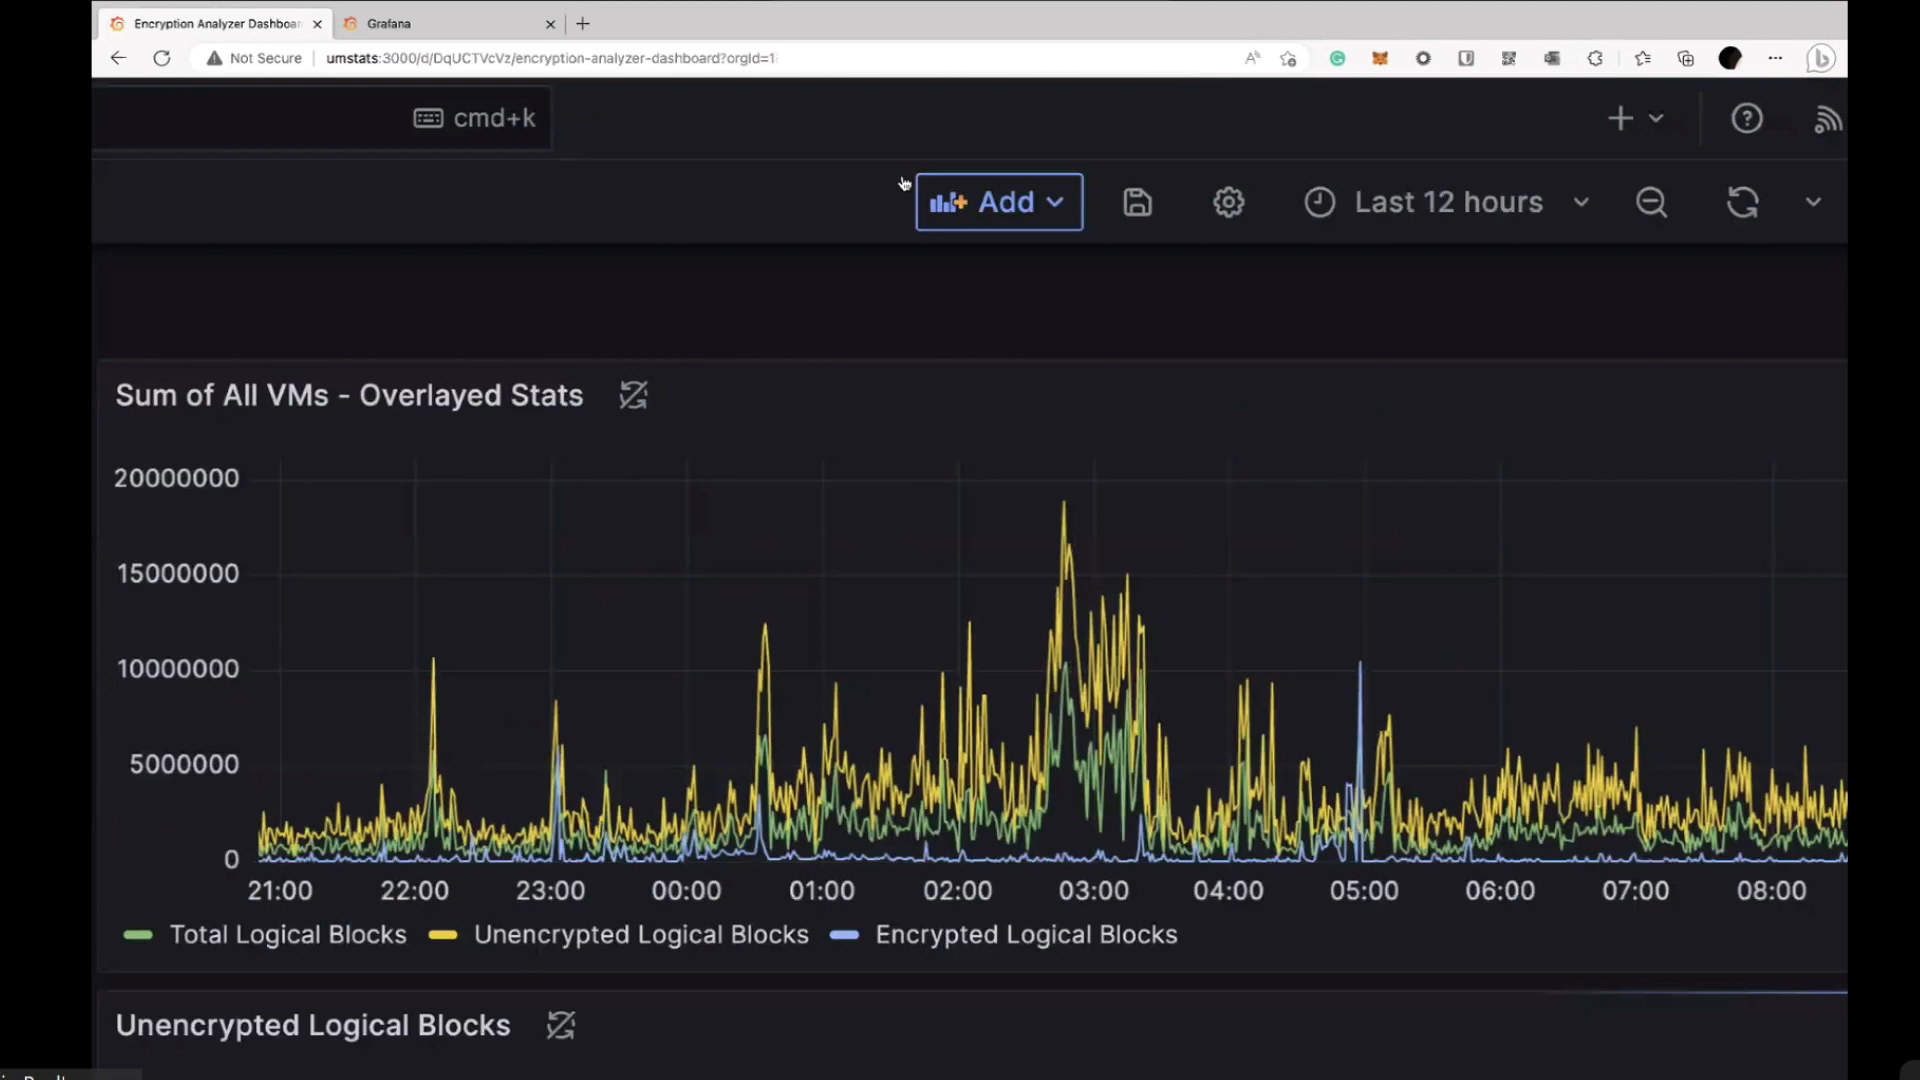 Encryption Analyzer Dashboar
Grafana
Not Secure
umstats:3000/d/DqUCTVcVz/encryption-analyzer-dashboard?orgId=1
cmd+k
Add
Last 12 hours
Sum of All VMs - Overlayed Stats
20000000
15000000
10000000
5000000
0
21:00 22:00 23:00 00:00 01:00 02:00 03:00 04:00 05:00 06:00 07:00 08:00
Total Logical Blocks Unencrypted Logical Blocks Encrypted Logical Blocks
Unencrypted Logical Blocks